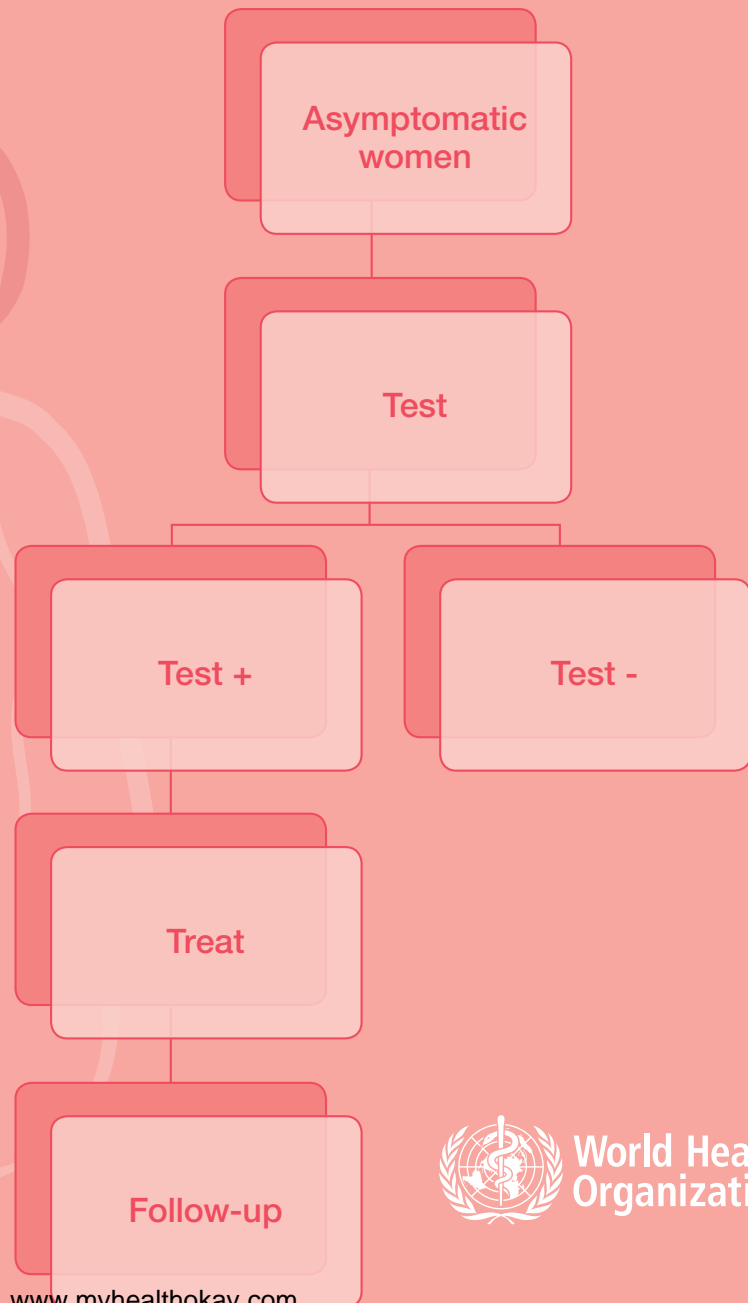 Asymptomatic
women
Test
Test +
Test -
Treat
Follow-up
World Hea
Organizati
www.myhealthokay.com